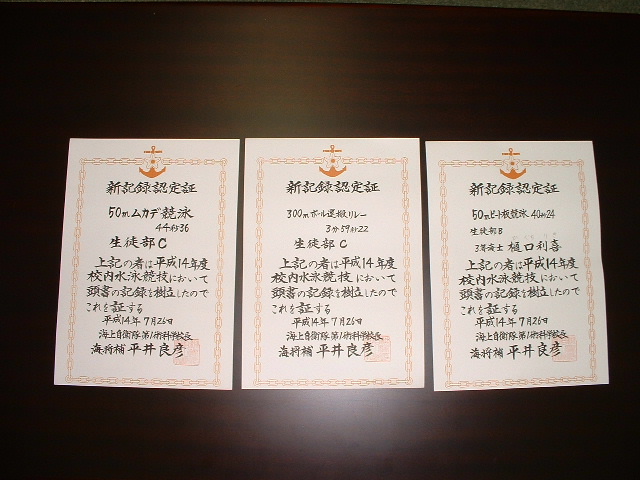 新記録認定証
50mムカデ競泳
44秒36
生徒部C
上記の者は平成14年度
校内水泳競技において
頭書の記録を樹立したので
これを証する
平成14年7月26日
海上自衛隊第1術科学校長
海将補 平井良彦
新記録認定証
300mボール運搬リレー
3分59秒22
生徒部C
上記の者は平成14年度
校内水泳競技において
頭書の記録を樹立したので
これを証する
平成14年7月26日
海上自衛隊第1術科学校長
海将補 平井良彦
新記録認定証
50mビート板競泳 40秒24
生徒部B
3等海士 樋口利喜
上記の者は平成14年度
校内水泳競技において
頭書の記録を樹立したので
これを証する
平成14年7月26日
海上自衛隊第1術科学校長
海将補 平井良彦